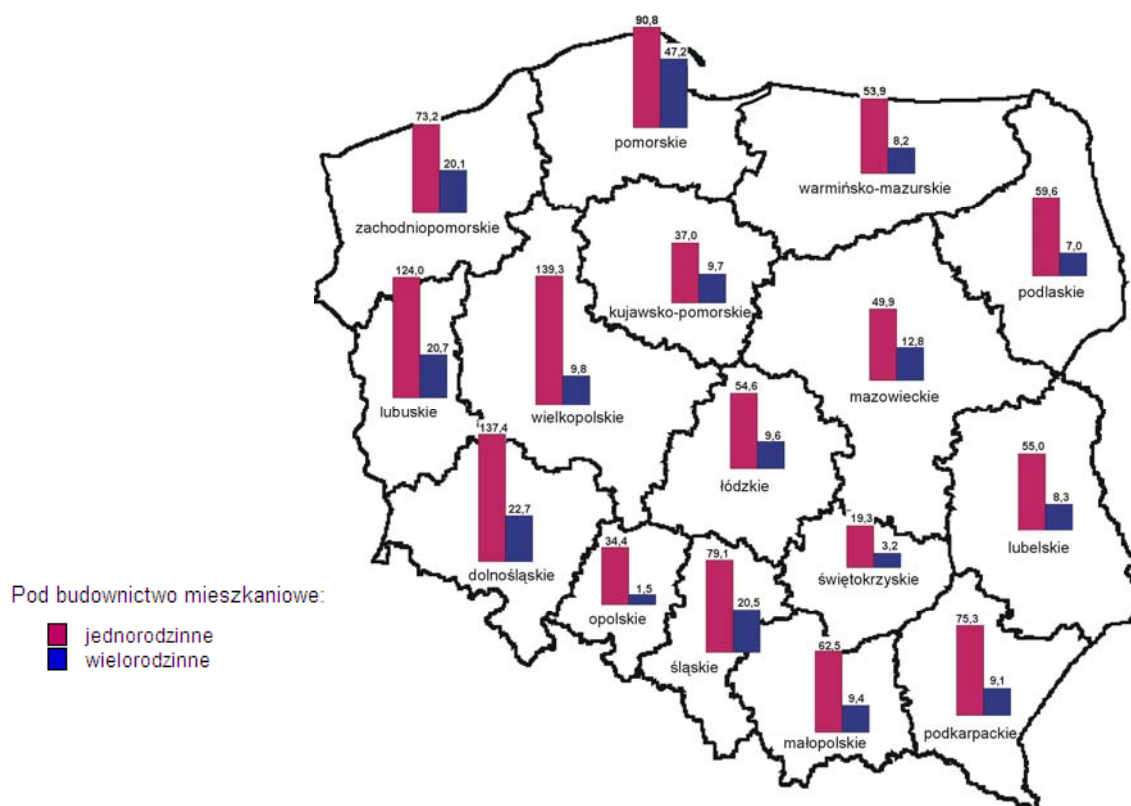 90,8
47,2
pomorskie
53,9
8,2
warmińsko-mazurskie
73,2
20,1
zachodniopomorskie
59,6
7,0
podlaskie
37,0
9,7
kujawsko-pomorskie
124,0
20,7
lubuskie
139,3
9,8
wielkopolskie
49,9
12,8
mazowieckie
54,6
9,6
łódzkie
137,4
22,7
dolnośląskie
55,0
8,3
lubelskie
19,3
3,2
świętokrzyskie
34,4
1,5
opolskie
79,1
20,5
śląskie
62,5
9,4
małopolskie
75,3
9,1
podkarpackie
Pod budownictwo mieszkaniowe:
jednorodzinne
wielorodzinne